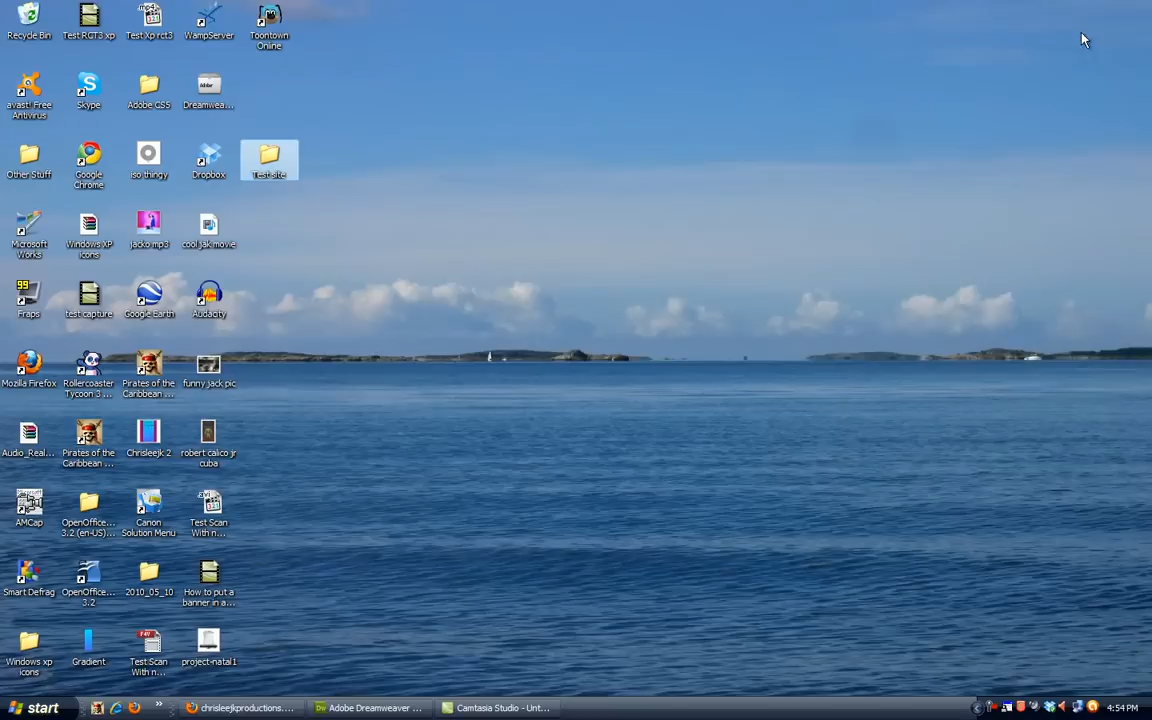 Recycle Bin
Test RCT3 xp
Test Xp rct3
WampServer
Toontown
Online
avast! Free
Antivirus
Skype
Adobe CS5
Dreamwea...
Other Stuff
Google
Chrome
iso thingy
Dropbox
Test site
Microsoft
Works
Windows XP
Icons
jacko mp3
cool jak movie
99
Fraps
test capture
Google Earth
Audacity
Mozilla Firefox
Rollercoaster
Tycoon 3 ...
Pirates of the
Caribbean ...
funny jack pic
Audio_Real...
Pirates of the
Caribbean ...
Chrisleejk 2
robert calico jr
cuba
AMCap
OpenOffice...
3.2 (en-US)...
Canon
Solution Menu
Test Scan
With n...
Smart Defrag
OpenOffice...
3.2
2010_05_10
How to put a
banner in a...
Windows xp
icons
Gradient
Test Scan
With n...
project-natal1
start
chrisleejkproductions....
Adobe Dreamweaver ...
Camtasia Studio - Unt...
4:54 PM